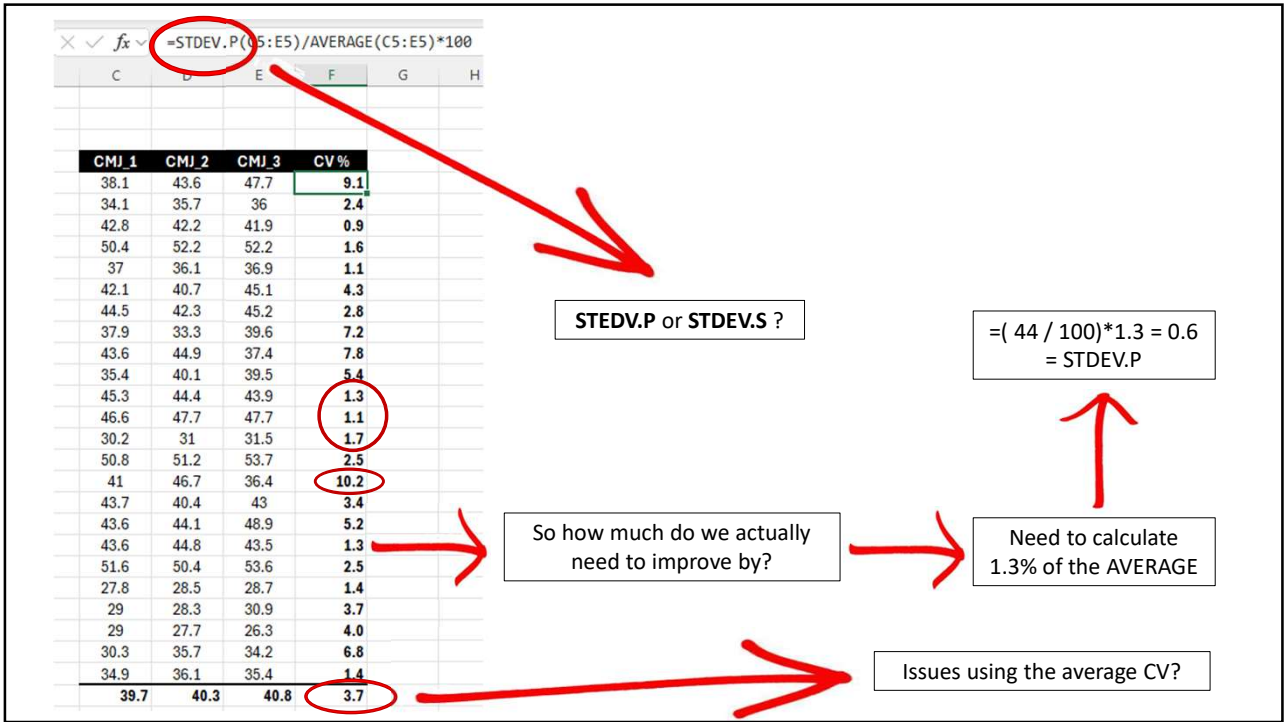 =STDEV.P(C5:E5)/AVERAGE(C5:E5)*100
C D E F G H
CMJ_1 CMJ_2 CMJ_3 CV %
38.1 43.6 47.7 9.1
34.1 35.7 36 2.4
42.8 42.2 41.9 0.9
50.4 52.2 52.2 1.6
37 36.1 36.9 1.1
42.1 40.7 45.1 4.3
44.5 42.3 45.2 2.8
37.9 33.3 39.6 7.2
43.6 44.9 37.4 7.8
35.4 40.1 39.5 5.4
45.3 44.4 43.9 1.3
46.6 47.7 47.7 1.1
30.2 31 31.5 1.7
50.8 51.2 53.7 2.5
41 46.7 36.4 10.2
43.7 40.4 43 3.4
43.6 44.1 48.9 5.2
43.6 44.8 43.5 1.3
51.6 50.4 53.6 2.5
27.8 28.5 28.7 1.4
29 28.3 30.9 3.7
29 27.7 26.3 4.0
30.3 35.7 34.2 6.8
34.9 36.1 35.4 1.4
39.7 40.3 40.8 3.7
STEDV.P or STDEV.S ?
=( 44 / 100)*1.3 = 0.6
= STDEV.P
So how much do we actually
need to improve by?
Need to calculate
1.3% of the AVERAGE
Issues using the average CV?